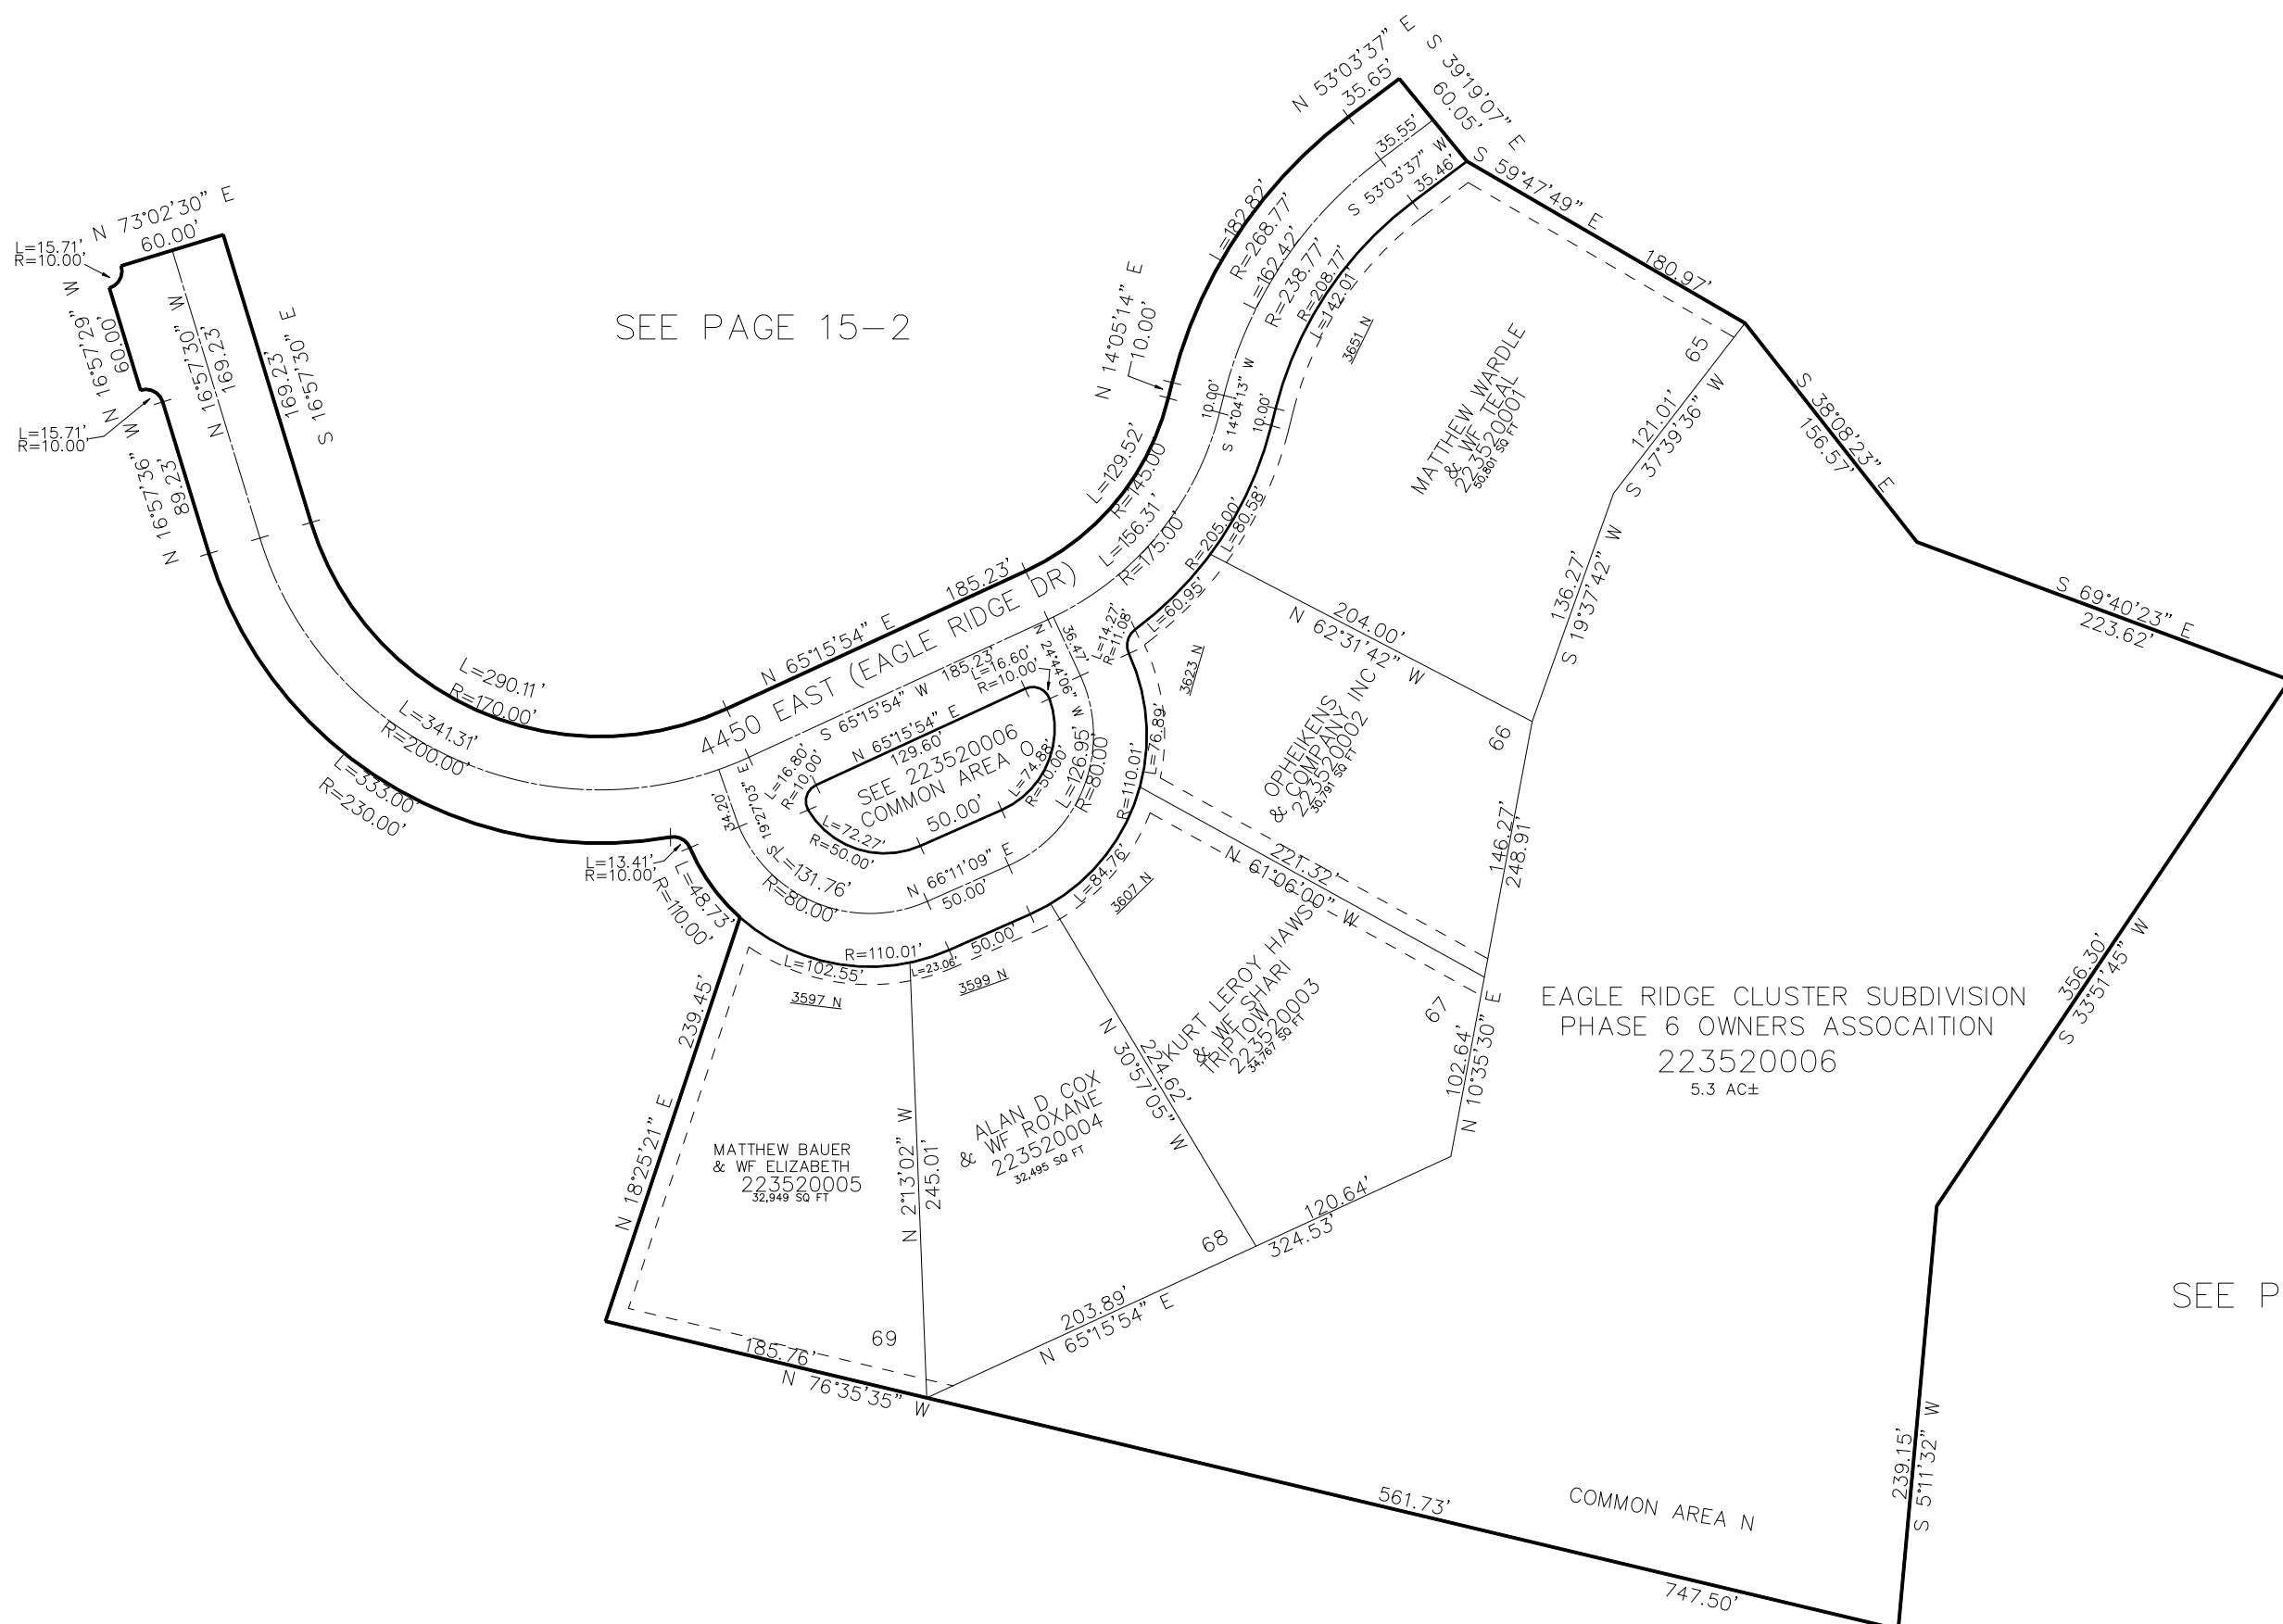 N 53°03'37" E
35.65'
S 39°19'07" E
60.05'
S 59°47'49" E
180.97'
35.55'
S 53°03'37" W
35.46'
N 73°02'30" E
60.00'
L=15.71'
R=10.00'
N 16°57'29" W
60.00'
L=15.71'
R=10.00'
N 16°57'36" W
89.23'
N 16°57'30" W
169.23'
169.23'
S 16°57'30" E
SEE PAGE 15-2
N 14°05'14" E
10.00'
L=182.82'
R=268.77'
L=162.42'
R=238.77'
R=208.77'
L=142.01'
3651 N
10.00'
S 14°04'13" W
10.00'
MATTHEW WARDLE
& WF TEAL
223520001
50,801 SQ FT
65
121.01'
S 37°39'36" W
S 38°08'23" E
156.57'
136.27'
S 19°37'42" W
S 69°40'23" E
223.62'
L=129.52'
R=145.00'
L=156.31'
R=175.00'
R=205.00'
L=80.58'
L=60.95'
185.23'
N 65°15'54" E
4450 EAST (EAGLE RIDGE DR)
S 65°15'54" W 185.23'
L=290.11'
R=170.00'
L=341.31'
R=200.00'
L=333.00'
R=230.00'
N 24°44'06" W
36.47'
L=14.27'
R=11.08'
L=16.60'
R=10.00'
L=16.80'
R=10.00'
N 65°15'54" E
129.60'
SEE 223520006
COMMON AREA O
L=74.88'
R=50.00'
L=126.95'
R=80.00'
50.00'
L=72.27'
R=50.00'
34.20'
S 19°27'03" E
L=131.76'
R=80.00'
N 66°11'09" E
50.00'
L=76.89'
R=110.01'
3623 N
204.00'
N 62°31'42" W
OPHEIKENS
& COMPANY INC
223520002
30,791 SQ FT
66
146.27'
248.91'
221.32'
N 61°06'00" W
L=84.76'
3607 N
L=13.41'
R=10.00'
L=48.73'
R=110.00'
R=110.01'
L=102.55'
L=23.06'
50.00'
3597 N
3599 N
KURT LEROY HAWS
& WF SHARI
TRIPTOW
223520003
34,767 SQ FT
67
102.64'
N 10°35'30" E
EAGLE RIDGE CLUSTER SUBDIVISION
PHASE 6 OWNERS ASSOCAITION
223520006
5.3 AC±
356.30'
S 33°51'45" W
239.45'
N 18°25'21" E
MATTHEW BAUER
& WF ELIZABETH
223520005
32,949 SQ FT
N 2°13'02" W
245.01'
ALAN D COX
& WF ROXANE
223520004
32,495 SQ FT
224.62'
N 30°57'05" W
68
120.64'
324.53'
203.89'
N 65°15'54" E
69
185.76'
N 76°35'35" W
SEE P
239.15'
S 5°11'32" W
561.73'
COMMON AREA N
747.50'